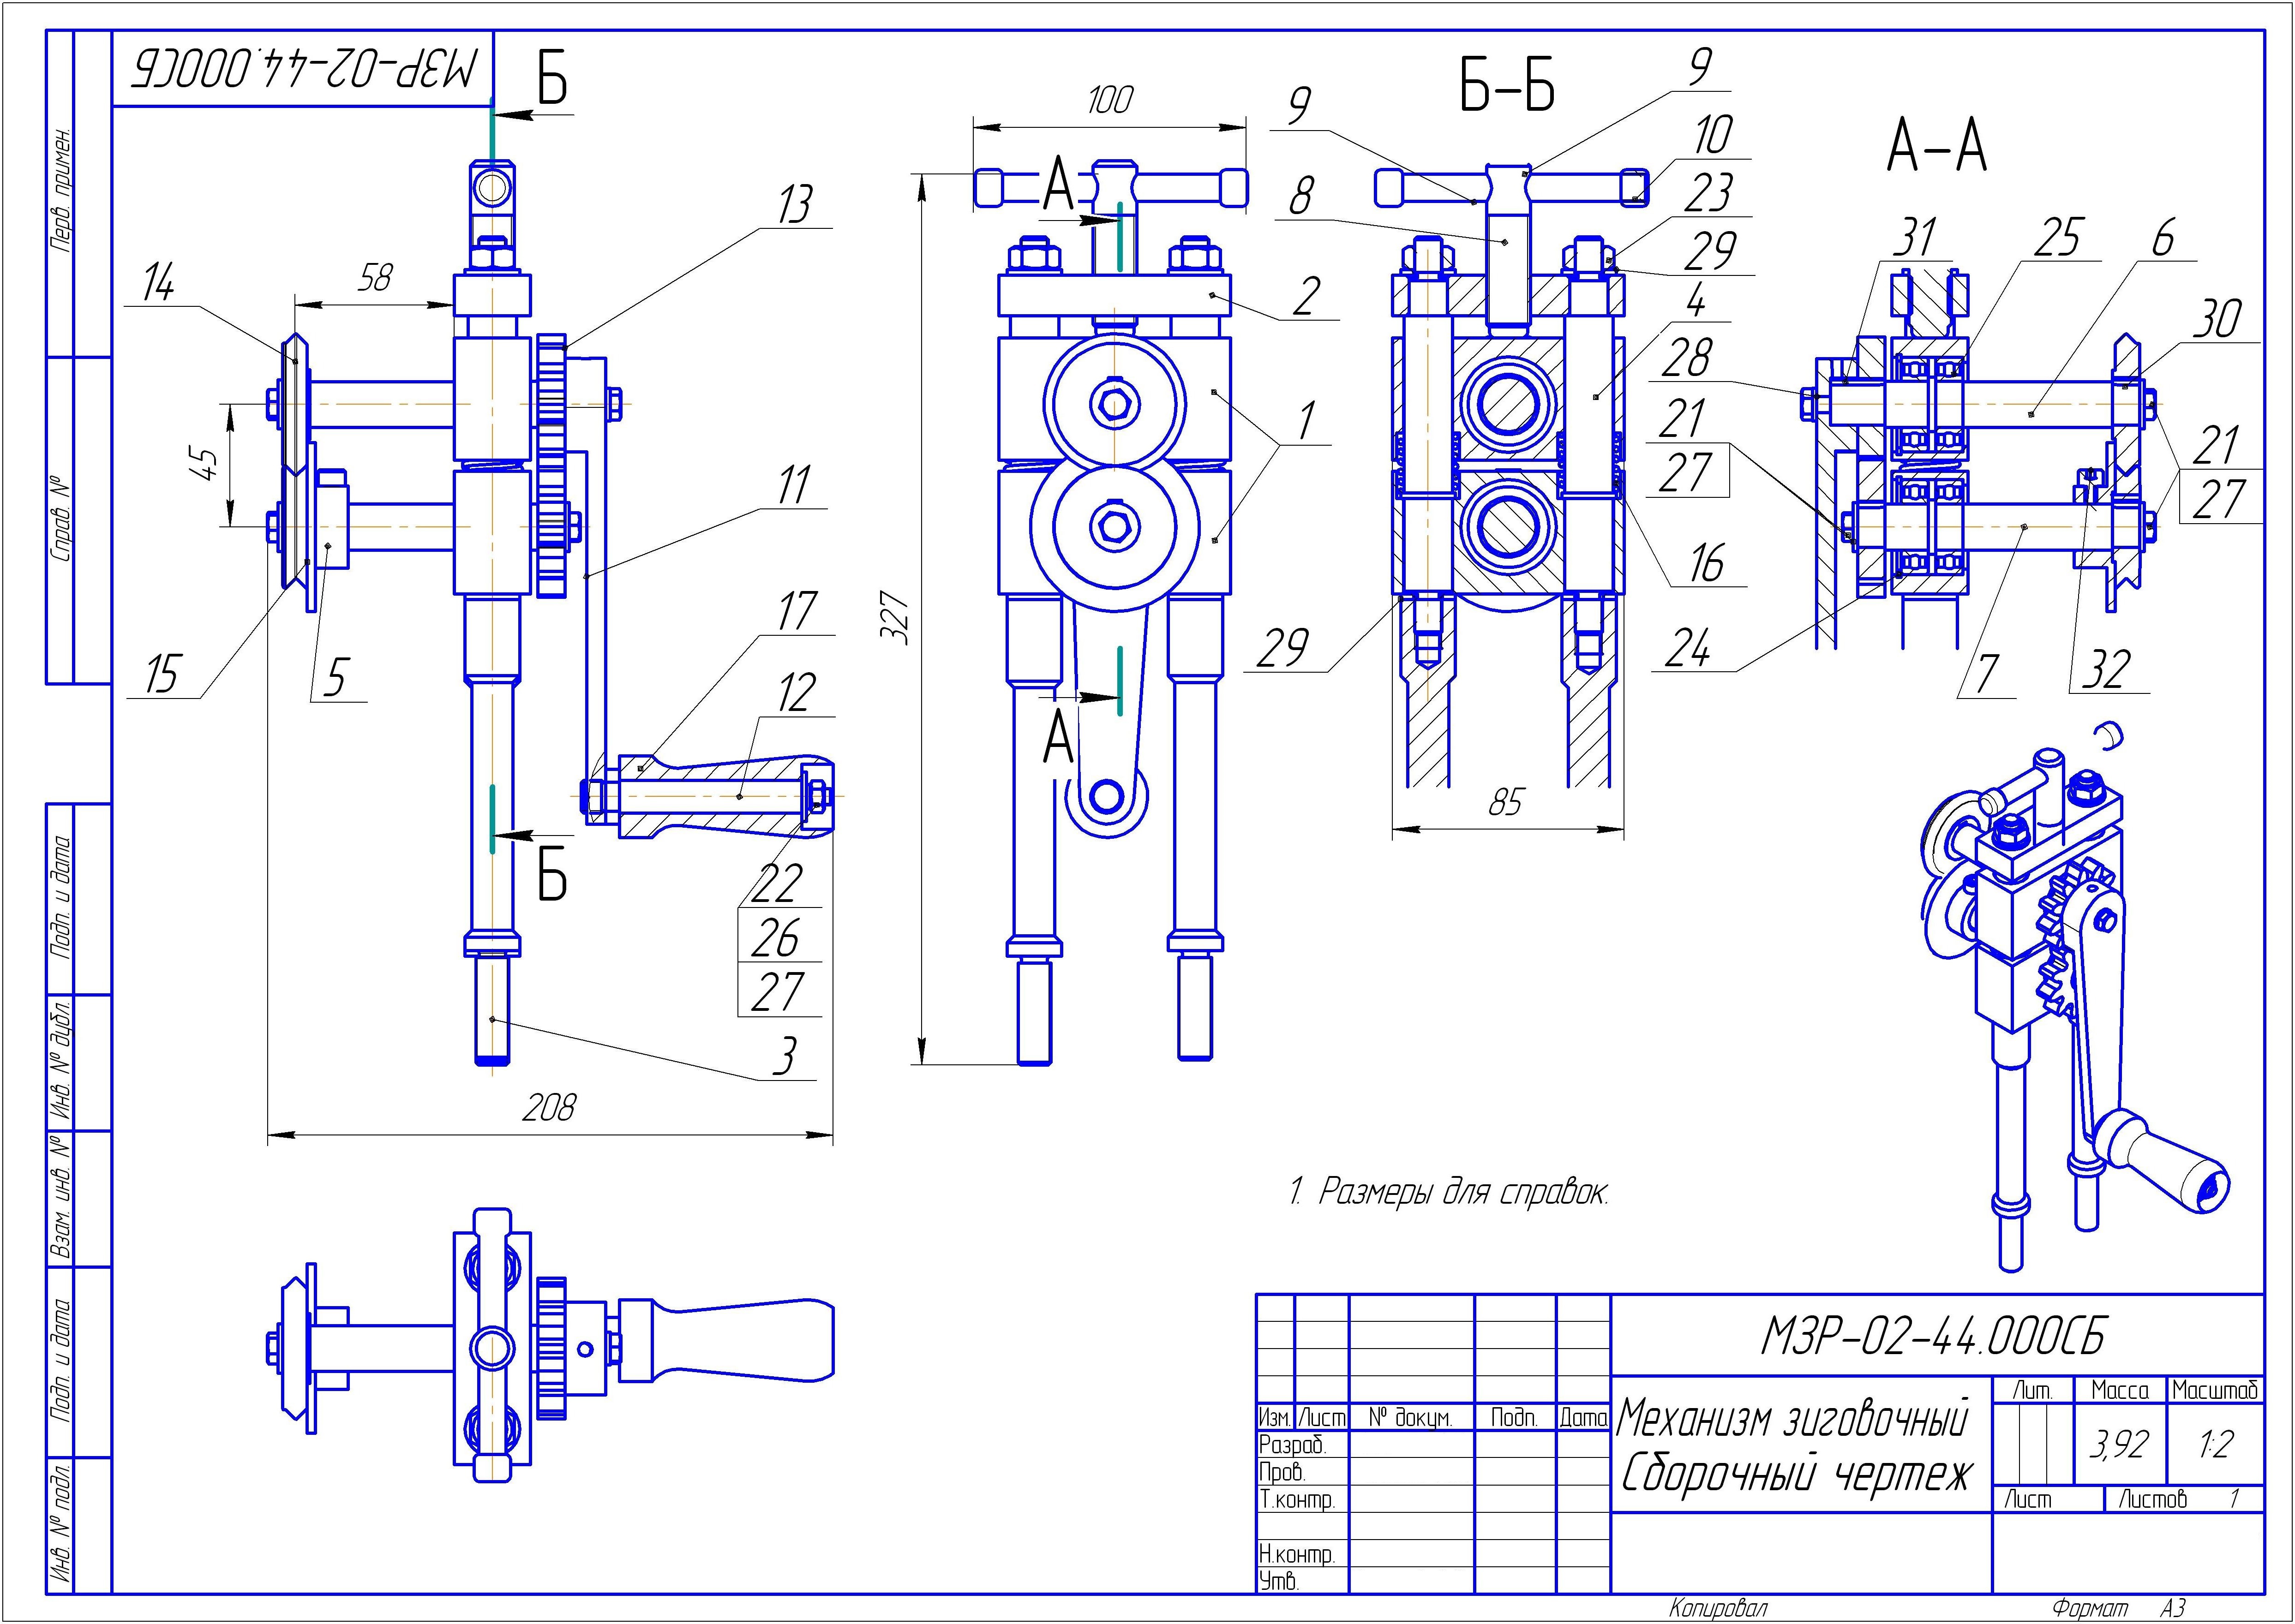 МЗР-02-44.000СБ
Перв. примен.
Справ. №
Подп. и дата
Инв. № дубл.
Взам. инв. №
Подп. и дата
Инв. № подл.
Б
Б
58
45
208
14
13
11
17
12
15
5
22
26
27
3
100
327
А
А
9
8
2
1
29
Б-Б
9
10
23
29
4
16
85
А-А
31
25
6
30
28
21
27
21
27
24
7
32
1. Размеры для справок.
МЗР-02-44.000СБ
Изм. Лист № докум. Подп. Дата
Разраб.
Пров.
Т.контр.
Н.контр.
Утв.
Механизм зиговочный
Сборочный чертеж
Лит. Масса Масштаб
3,92 1:2
Лист Листов 1
Копировал Формат А3